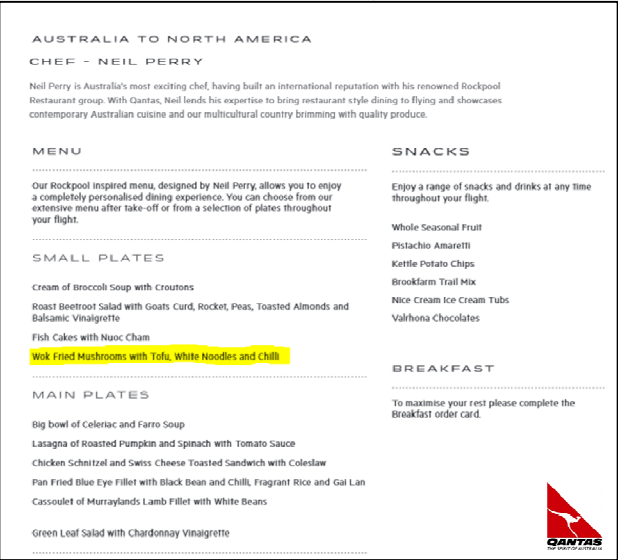 AUSTRALIA TO NORTH AMERICA
CHEF - NEIL PERRY
Neil Perry is Australia's most exciting chef, having built an international reputation with his renowned Rockpool
Restaurant group. With Qantas, Neil lends his expertise to bring restaurant style dining to flying and showcases
contemporary Australian cuisine and our multicultural country brimming with quality produce.
MENU
Our Rockpool inspired menu, designed by Neil Perry, allows you to enjoy
a completely personalised dining experience. You can choose from our
extensive menu after take-off or from a selection of plates throughout
your flight.
SMALL PLATES
Cream of Broccoli Soup with Croutons
Roast Beetroot Salad with Goats Curd, Rocket, Peas, Toasted Almonds and
Balsamic Vinaigrette
Fish Cakes with Nuoc Cham
Wok Fried Mushrooms with Tofu, White Noodles and Chilli
MAIN PLATES
Big bowl of Celeriac and Farro Soup
Lasagna of Roasted Pumpkin and Spinach with Tomato Sauce
Chicken Schnitzel and Swiss Cheese Toasted Sandwich with Coleslaw
Pan Fried Blue Eye Fillet with Black Bean and Chilli, Fragrant Rice and Gai Lan
Cassoulet of Murraylands Lamb Fillet with White Beans
Green Leaf Salad with Chardonnay Vinaigrette
SNACKS
Enjoy a range of snacks and drinks at any time
throughout your flight.
Whole Seasonal Fruit
Pistachio Amaretti
Kettle Potato Chips
Brookfarm Trail Mix
Nice Cream Ice Cream Tubs
Valrhona Chocolates
BREAKFAST
To maximise your rest please complete the
Breakfast order card.
QANTAS
THE SPIRIT OF AUSTRALIA